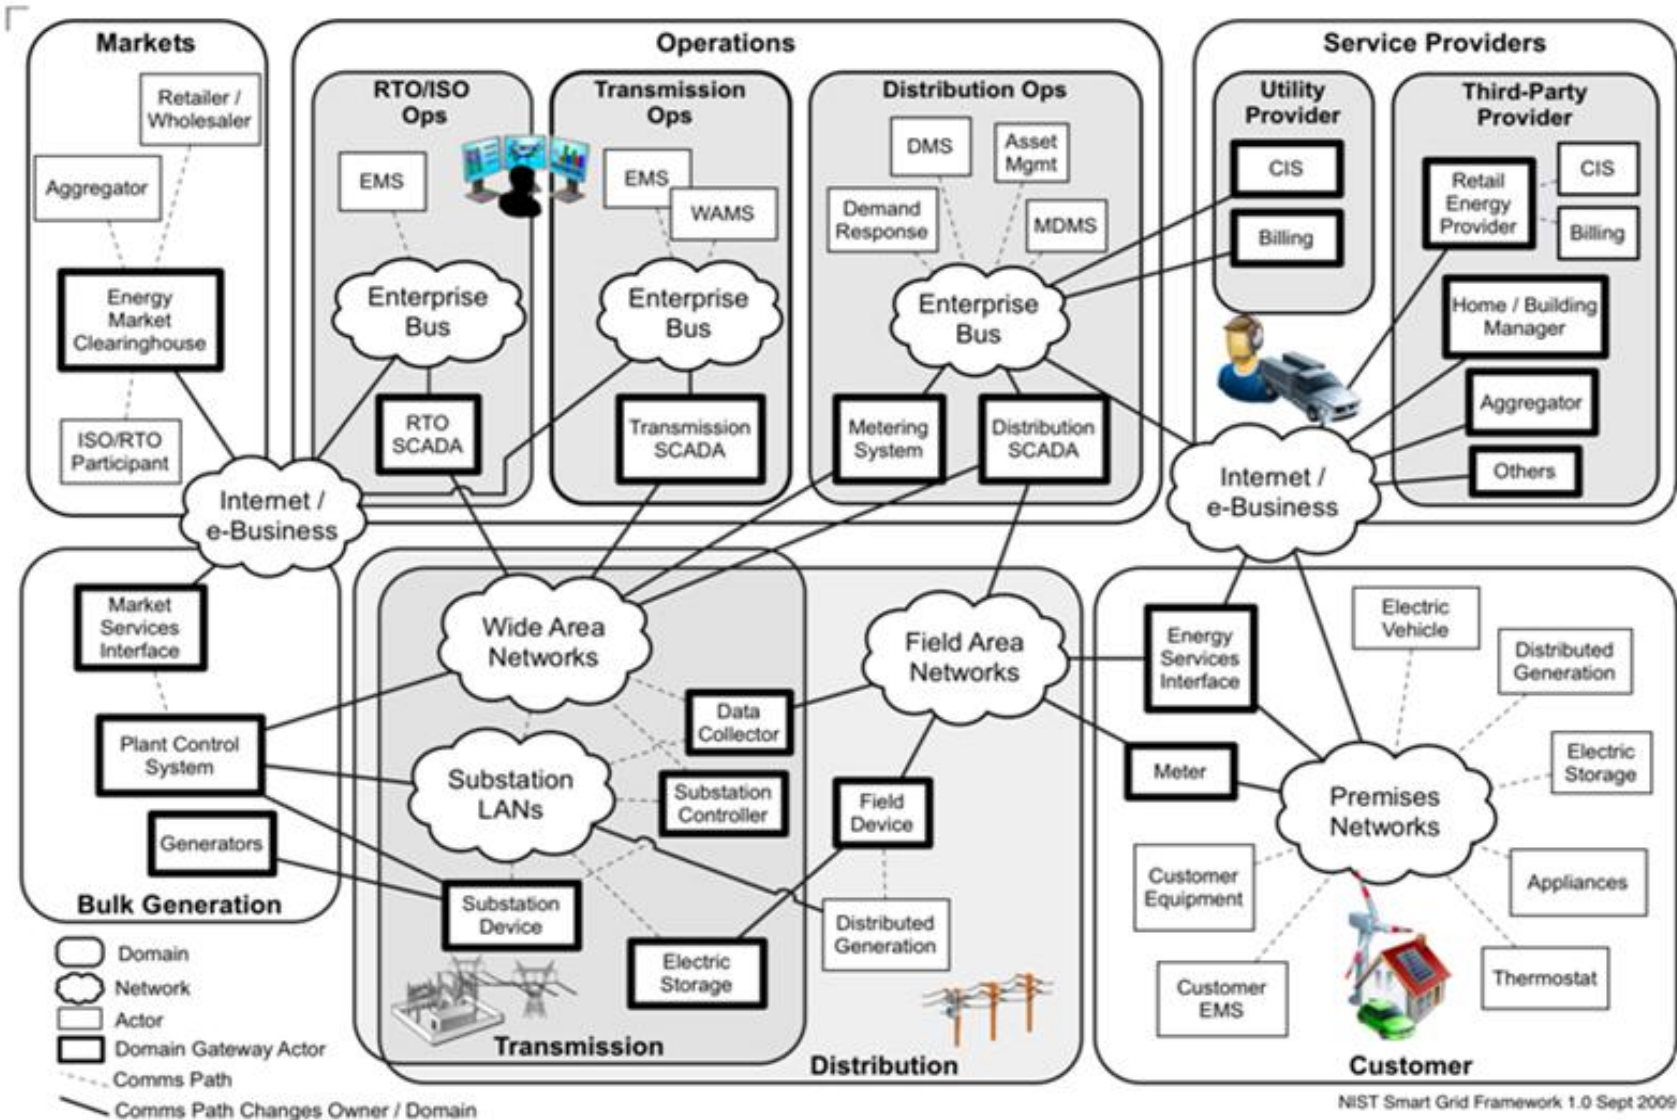 Markets
Retailer /
Wholesaler
Aggregator
Energy
Market
Clearinghouse
ISO/RTO
Participant
Operations
RTO/ISO
Ops
EMS
Enterprise
Bus
RTO
SCADA
Transmission
Ops
EMS
WAMS
Enterprise
Bus
Transmission
SCADA
Distribution Ops
DMS
Asset
Mgmt
Demand
Response
MDMS
Enterprise
Bus
Metering
System
Distribution
SCADA
Service Providers
Utility
Provider
CIS
Billing
Third-Party
Provider
Retail
Energy
Provider
CIS
Billing
Home / Building
Manager
Aggregator
Others
Internet /
e-Business
Internet /
e-Business
Market
Services
Interface
Plant Control
System
Generators
Bulk Generation
Wide Area
Networks
Substation
LANs
Data
Collector
Substation
Controller
Substation
Device
Electric
Storage
Transmission
Field Area
Networks
Field
Device
Distributed
Generation
Distribution
Energy
Services
Interface
Meter
Electric
Vehicle
Distributed
Generation
Electric
Storage
Premises
Networks
Customer
Equipment
Appliances
Customer
EMS
Thermostat
Customer
Domain
Network
Actor
Domain Gateway Actor
Comms Path
Comms Path Changes Owner / Domain
NIST Smart Grid Framework 1.0 Sept 2009